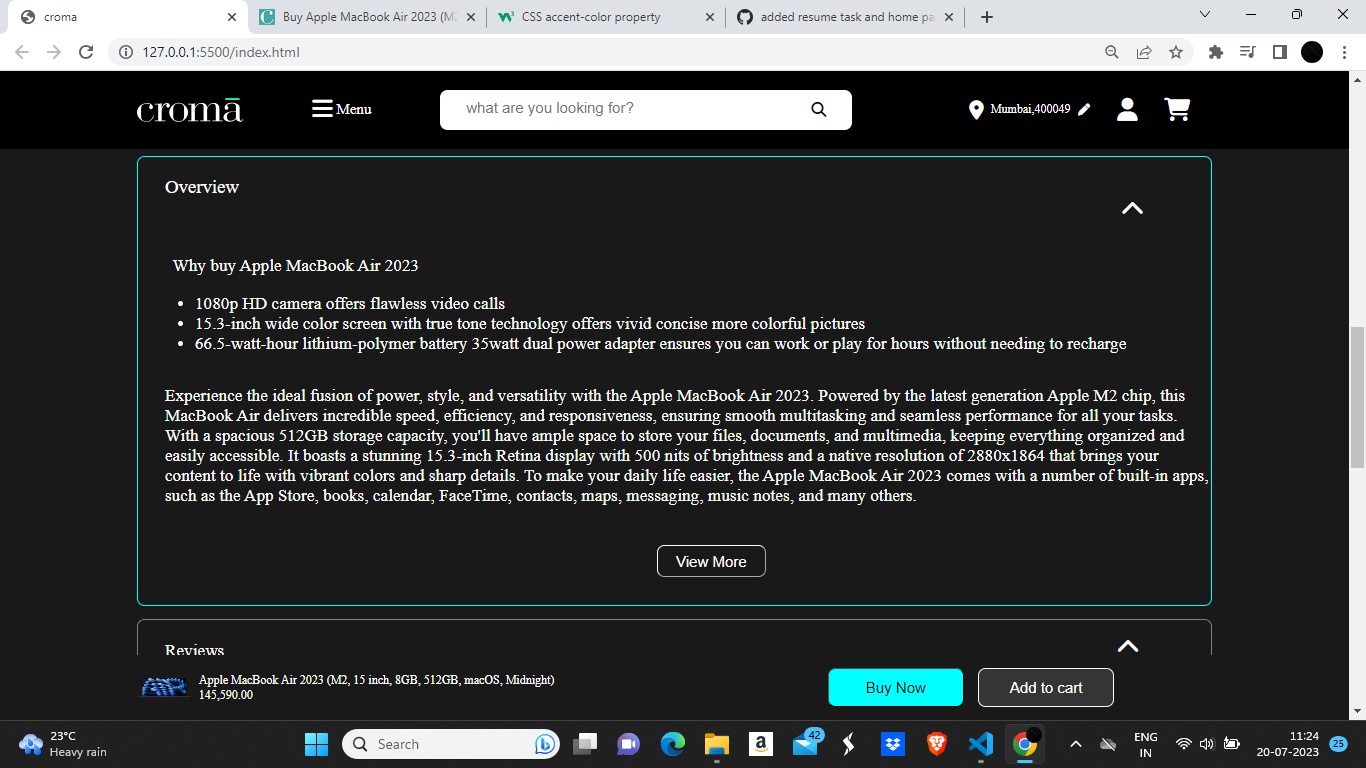 croma
Buy Apple MacBook Air 2023 (M2
CSS accent-color property
added resume task and home pa
127.0.0.1:5500/index.html
croma
Menu
what are you looking for?
Mumbai,400049
Overview
Why buy Apple MacBook Air 2023
• 1080p HD camera offers flawless video calls
• 15.3-inch wide color screen with true tone technology offers vivid concise more colorful pictures
• 66.5-watt-hour lithium-polymer battery 35watt dual power adapter ensures you can work or play for hours without needing to recharge
Experience the ideal fusion of power, style, and versatility with the Apple MacBook Air 2023. Powered by the latest generation Apple M2 chip, this
MacBook Air delivers incredible speed, efficiency, and responsiveness, ensuring smooth multitasking and seamless performance for all your tasks.
With a spacious 512GB storage capacity, you'll have ample space to store your files, documents, and multimedia, keeping everything organized and
easily accessible. It boasts a stunning 15.3-inch Retina display with 500 nits of brightness and a native resolution of 2880x1864 that brings your
content to life with vibrant colors and sharp details. To make your daily life easier, the Apple MacBook Air 2023 comes with a number of built-in apps,
such as the App Store, books, calendar, FaceTime, contacts, maps, messaging, music notes, and many others.
View More
Reviews
Apple MacBook Air 2023 (M2, 15 inch, 8GB, 512GB, macOS, Midnight)
145,590.00
Buy Now
Add to cart
23°C
Heavy rain
Search
42
ENG
IN
11:24
20-07-2023
25